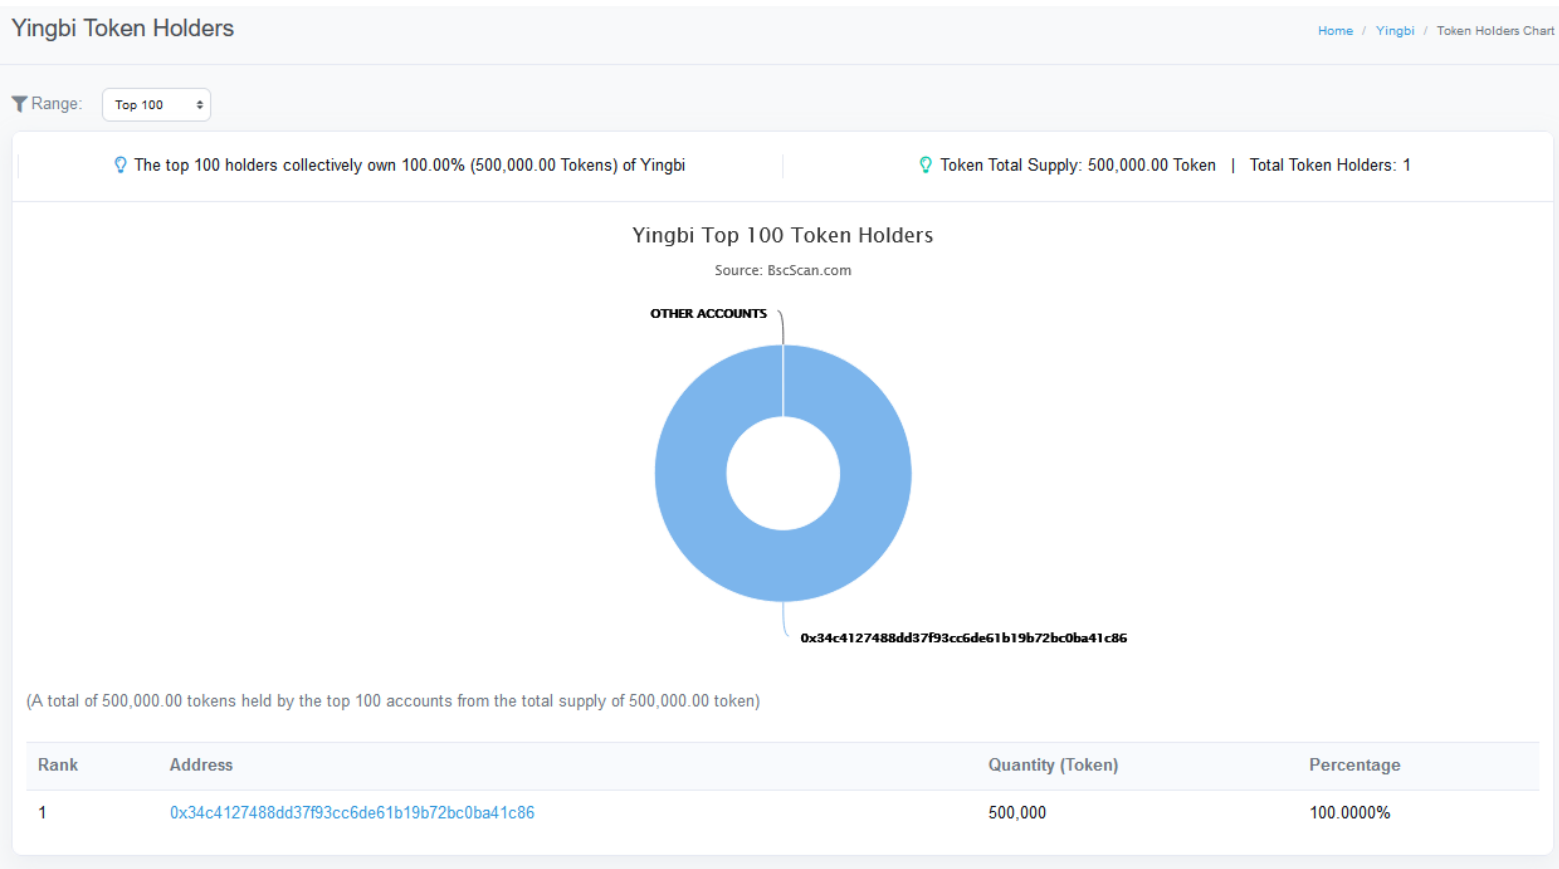 Yingbi Token Holders
Home / Yingbi / Token Holders Chart
Range: Top 100
The top 100 holders collectively own 100.00% (500,000.00 Tokens) of Yingbi
Token Total Supply: 500,000.00 Token | Total Token Holders: 1
Yingbi Top 100 Token Holders
Source: BscScan.com
OTHER ACCOUNTS
0x34c4127488dd37f93cc6de61b19b72bc0ba41c86
(A total of 500,000.00 tokens held by the top 100 accounts from the total supply of 500,000.00 token)
Rank Address Quantity (Token) Percentage
1 0x34c4127488dd37f93cc6de61b19b72bc0ba41c86 500,000 100.0000%